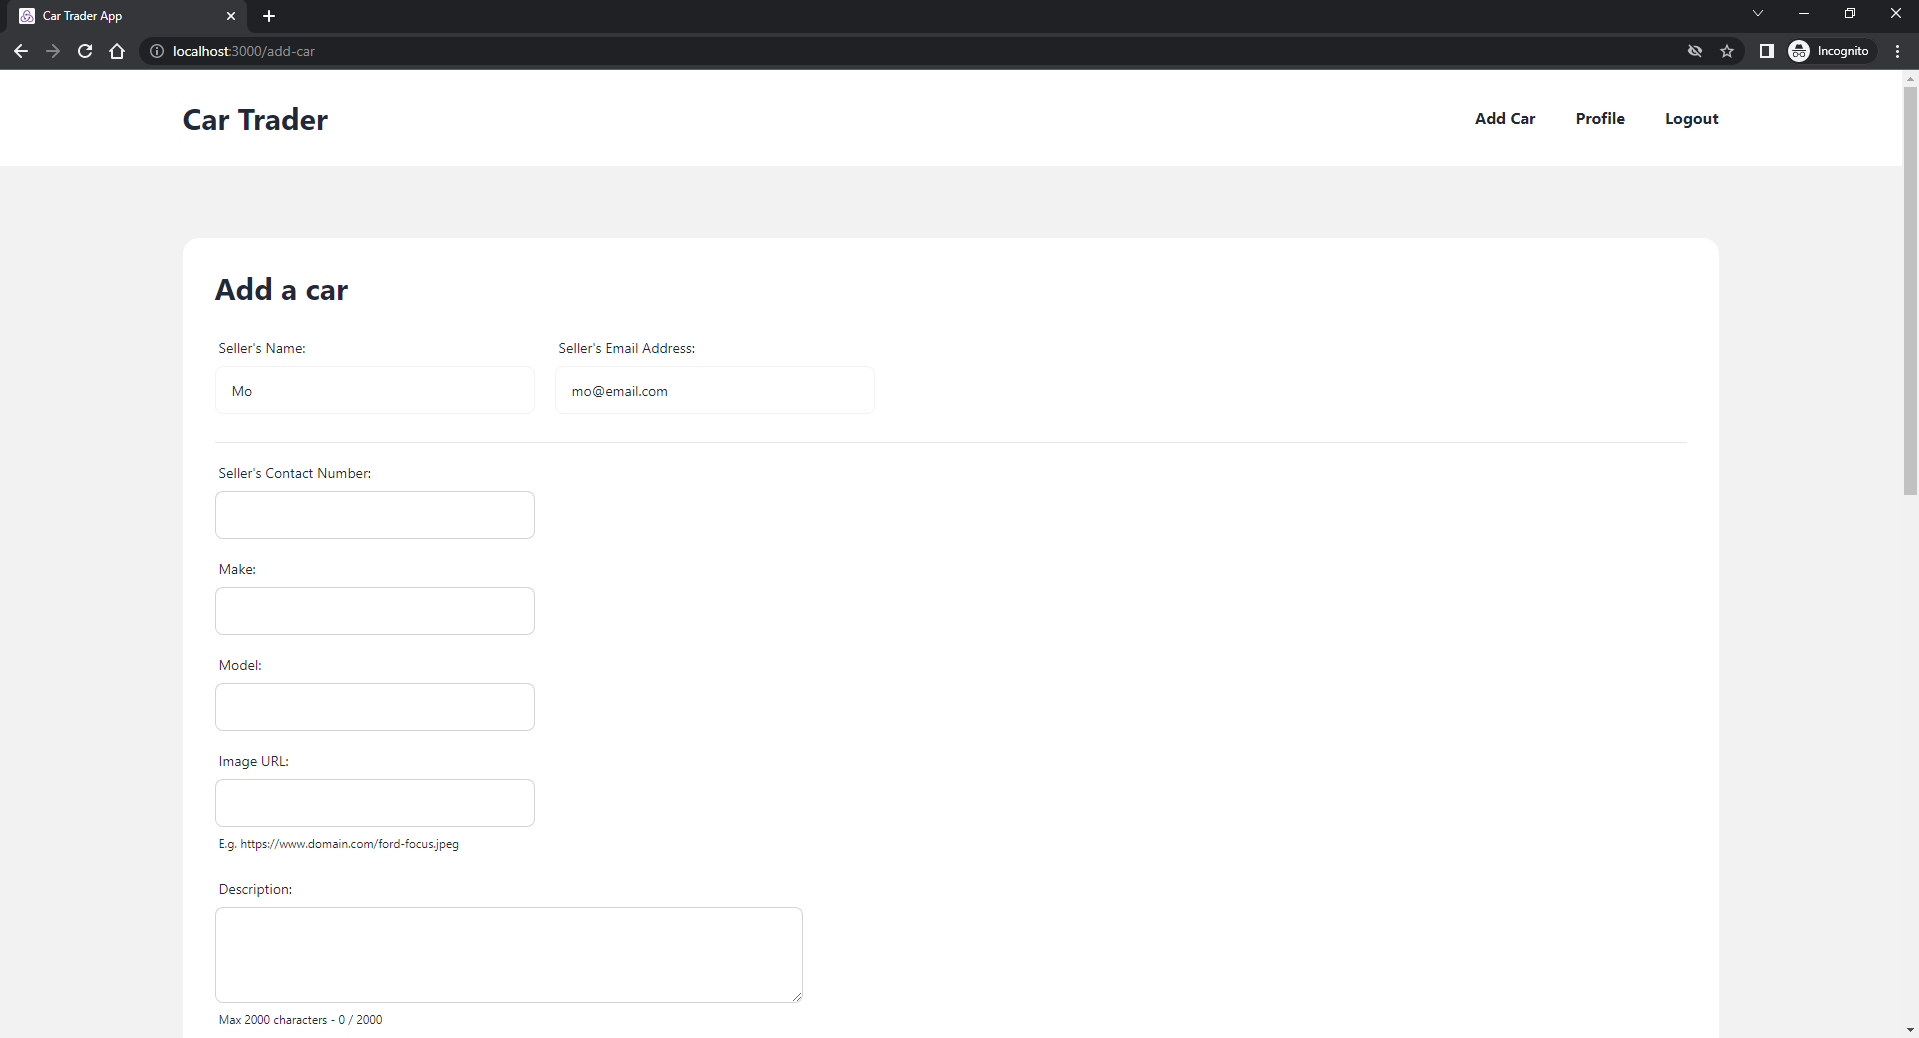 Car Trader App
localhost:3000/add-car
Incognito
Car Trader
Add Car
Profile
Logout
Add a car
Seller's Name:
Seller's Email Address:
Mo
mo@email.com
Seller's Contact Number:
Make:
Model:
Image URL:
E.g. https://www.domain.com/ford-focus.jpeg
Description:
Max 2000 characters - 0 / 2000